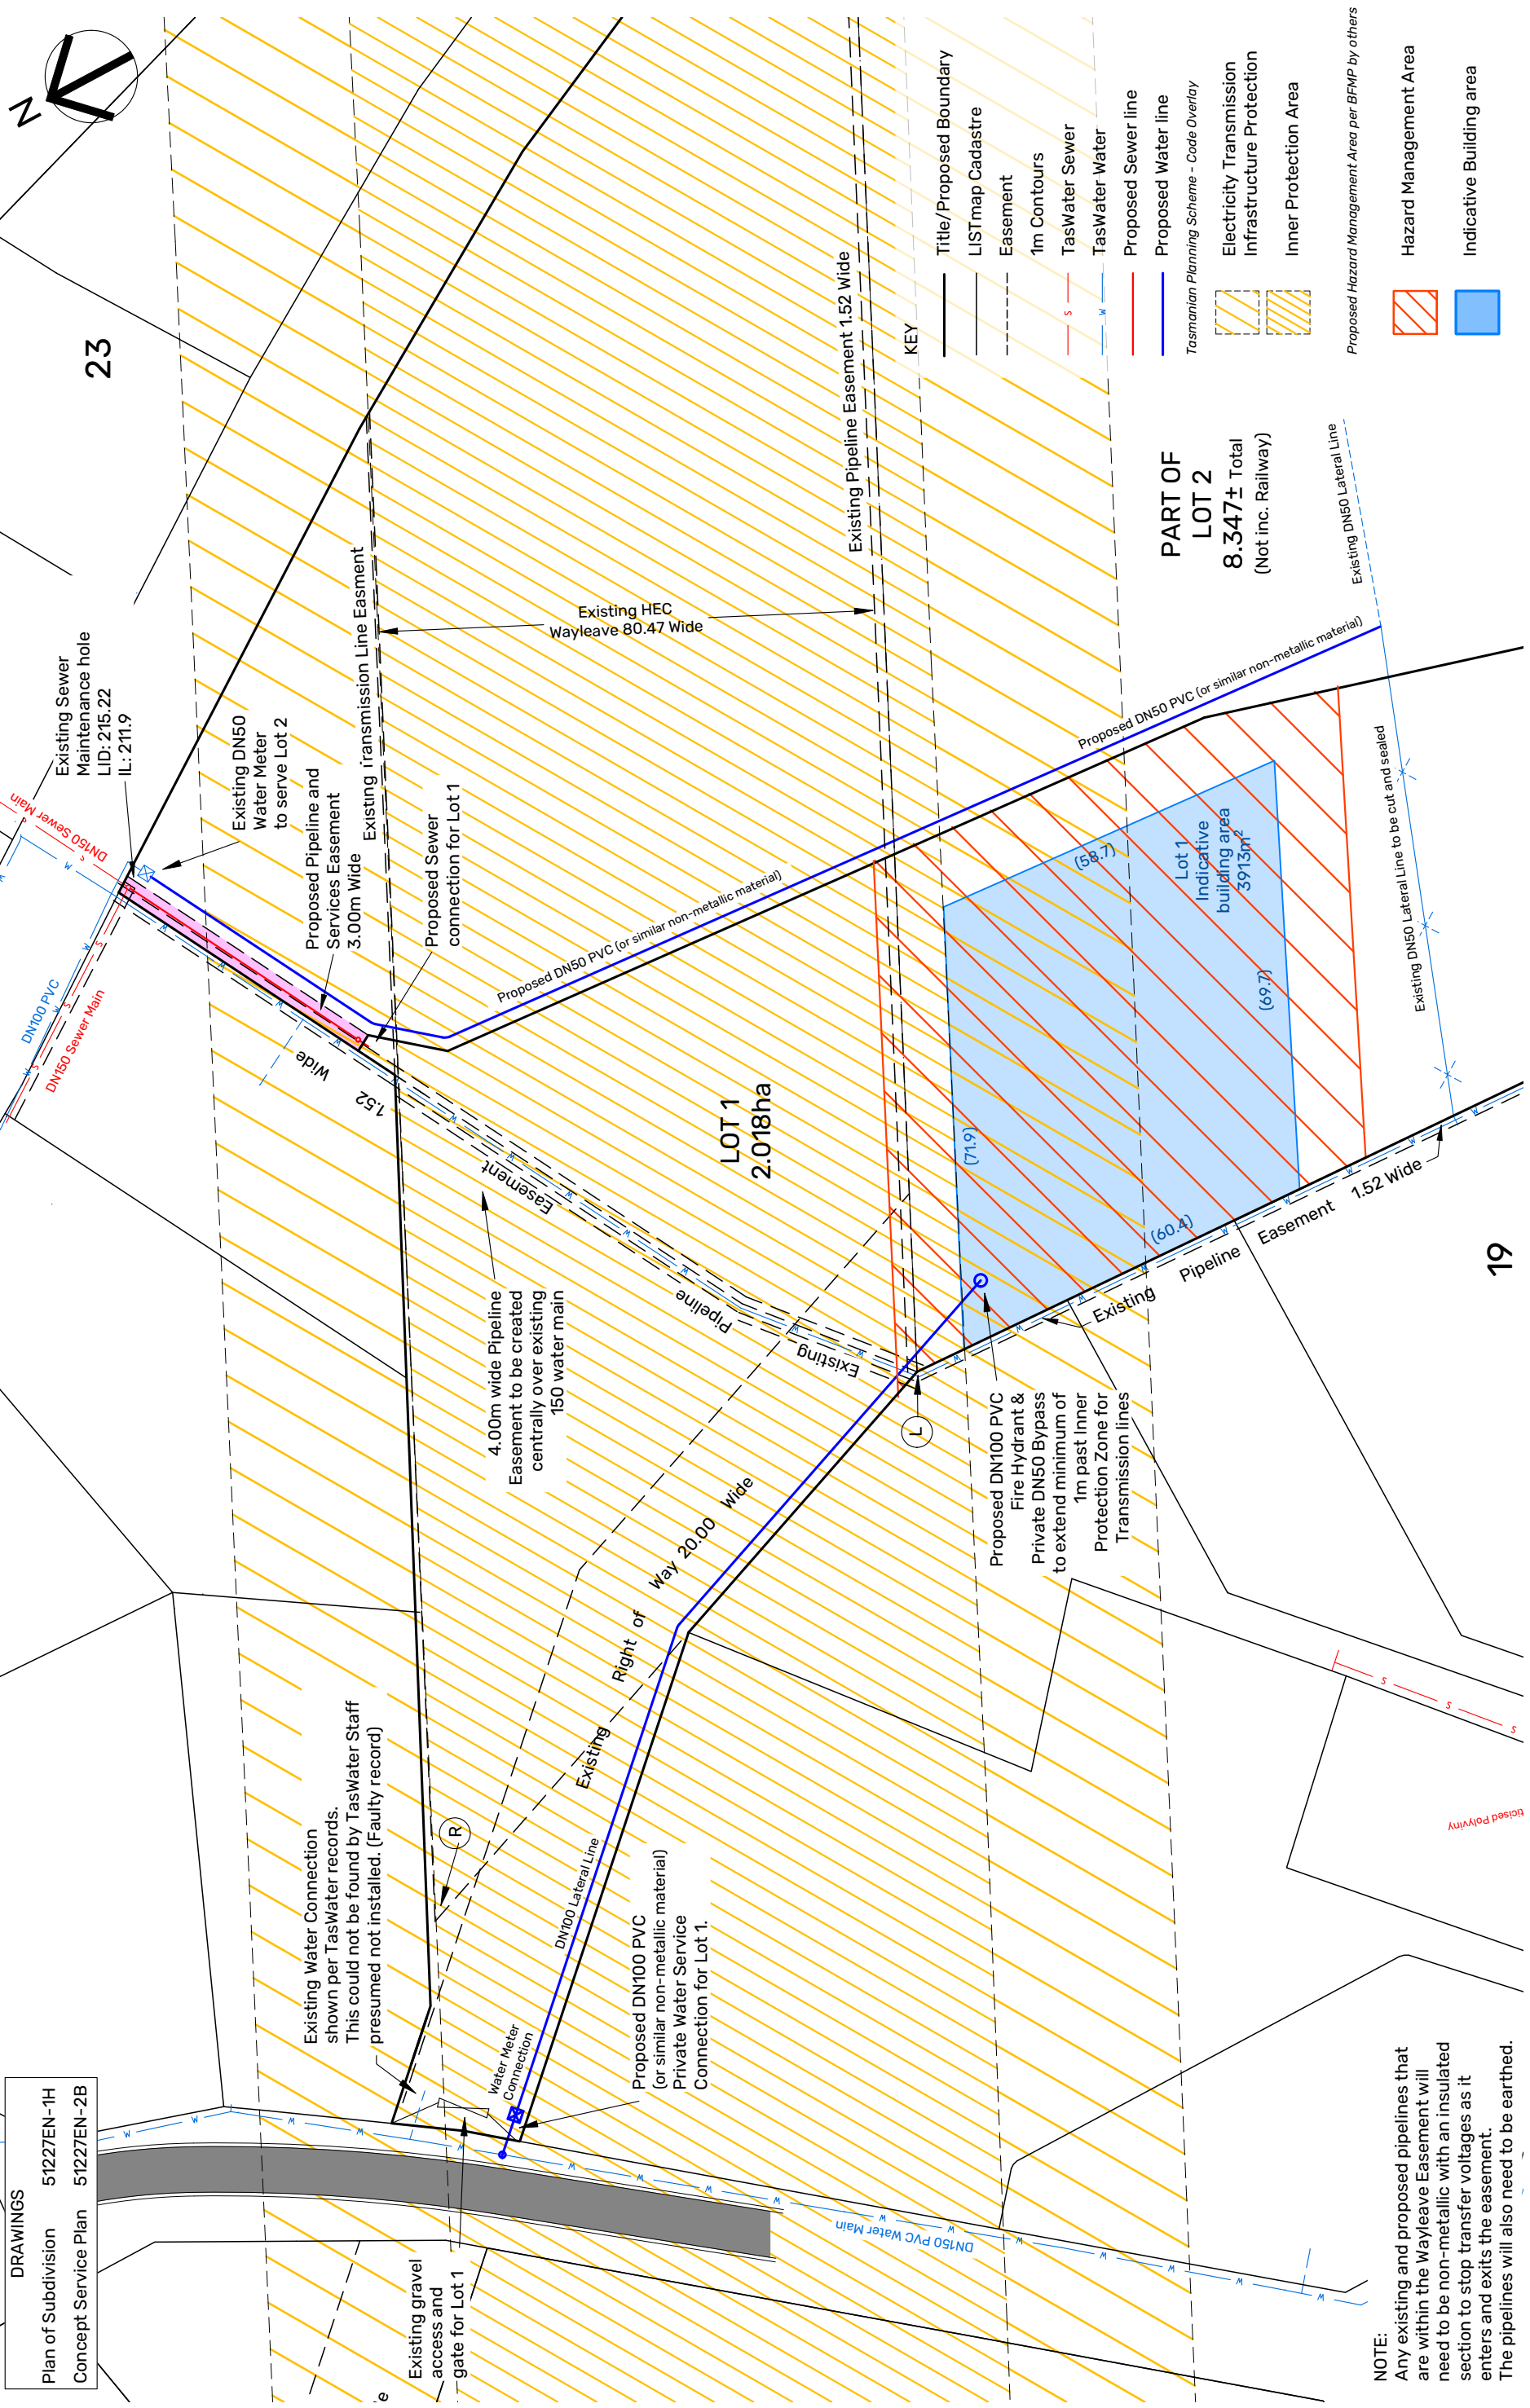 DRAWINGS
Plan of Subdivision 51227EN-1H
Concept Service Plan 51227EN-2B
N
23
Existing Sewer
Maintenance hole
LID: 215.22
IL: 211.9
DN150 Sewer Main
DN100 PVC
DN150 Sewer Main
Existing DN50
Water Meter
to serve Lot 2
Proposed Pipeline and
Services Easement
3.00m Wide
Existing Transmission Line Easment
Proposed Sewer
connection for Lot 1
Existing HEC
Wayleave 80.47 Wide
Existing Pipeline Easement 1.52 Wide
1.52 Wide
Existing Pipeline Easement
4.00m wide Pipeline
Easement to be created
centrally over existing
150 water main
LOT 1
2.018ha
Proposed DN50 PVC (or similar non-metallic material)
Proposed DN50 PVC (or similar non-metallic material)
PART OF
LOT 2
8.347± Total
(Not inc. Railway)
Existing DN50 Lateral Line
Existing DN50 Lateral Line to be cut and sealed
(58.7)
Lot 1
Indicative
building area
3913m²
(69.7)
(71.9)
(60.4)
Existing Pipeline Easement 1.52 Wide
19
L
R
Proposed DN100 PVC
Fire Hydrant &
Private DN50 Bypass
to extend minimum of
1m past Inner
Protection Zone for
Transmission lines
Existing Right of Way 20.00 Wide
Existing Water Connection
shown per TasWater records.
This could not be found by TasWater Staff
presumed not installed. (Faulty record)
DN100 Lateral Line
Water Meter
Connection
Proposed DN100 PVC
(or similar non-metallic material)
Private Water Service
Connection for Lot 1.
Existing gravel
access and
gate for Lot 1
DN150 PVC Water Main
ticised Polyviny
NOTE:
Any existing and proposed pipelines that
are within the Wayleave Easement will
need to be non-metallic with an insulated
section to stop transfer voltages as it
enters and exits the easement.
The pipelines will also need to be earthed.
KEY
Title/Proposed Boundary
LISTmap Cadastre
Easement
1m Contours
S TasWater Sewer
W TasWater Water
Proposed Sewer line
Proposed Water line
Tasmanian Planning Scheme - Code Overlay
Electricity Transmission
Infrastructure Protection
Inner Protection Area
Proposed Hazard Management Area per BFMP by others
Hazard Management Area
Indicative Building area